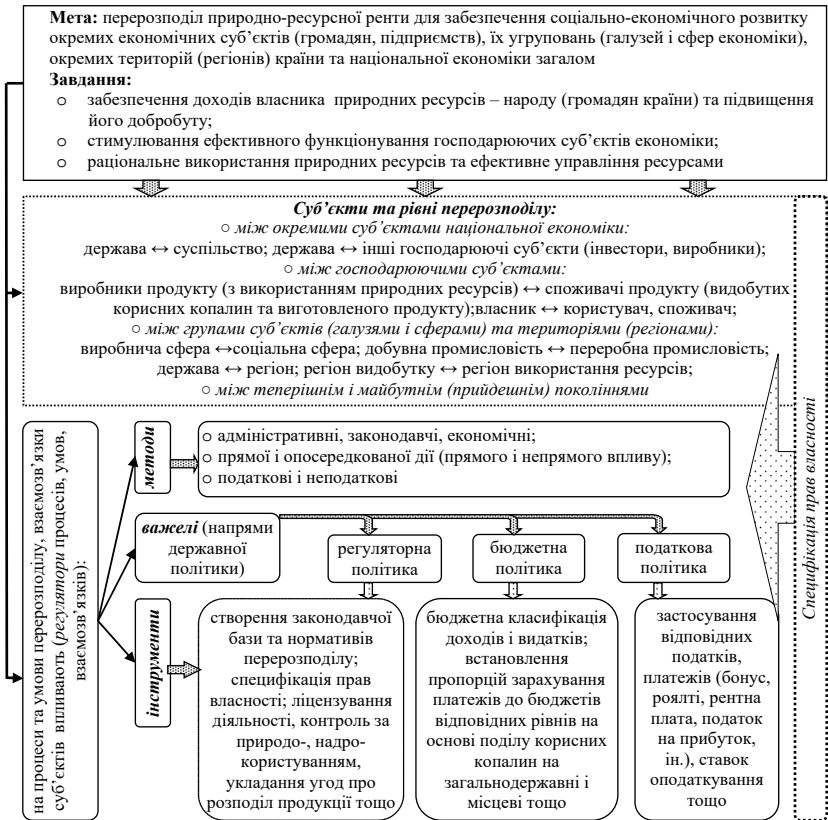 Мета: перерозподіл природно-ресурсної ренти для забезпечення соціально-економічного розвитку
окремих економічних суб’єктів (громадян, підприємств), їх угруповань (галузей і сфер економіки),
окремих територій (регіонів) країни та національної економіки загалом
Завдання:
o забезпечення доходів власника природних ресурсів – народу (громадян країни) та підвищення
його добробуту;
o стимулювання ефективного функціонування господарюючих суб’єктів економіки;
o раціональне використання природних ресурсів та ефективне управління ресурсами
Суб’єкти та рівні перерозподілу:
○ між окремими суб’єктами національної економіки:
держава ↔ суспільство; держава ↔ інші господарюючі суб’єкти (інвестори, виробники);
○ між господарюючими суб’єктами:
виробники продукту (з використанням природних ресурсів) ↔ споживачі продукту (видобутих
корисних копалин та виготовленого продукту);власник ↔ користувач, споживач;
○ між групами суб’єктів (галузями і сферами) та територіями (регіонами):
виробнича сфера ↔соціальна сфера; добувна промисловість ↔ переробна промисловість;
держава ↔ регіон; регіон видобутку ↔ регіон використання ресурсів;
○ між теперішнім і майбутнім (прийдешнім) поколіннями
Специфікація прав власності
на процеси та умови перерозподілу, взаємозв’язки
суб’єктів впливають (регулятори процесів, умов,
взаємозв’язків):
методи
o адміністративні, законодавчі, економічні;
o прямої і опосередкованої дії (прямого і непрямого впливу);
o податкові і неподаткові
важелі (напрями
державної
політики)
регуляторна
політика
бюджетна
політика
податкова
політика
інструменти
створення законодавчої
бази та нормативів
перерозподілу;
специфікація прав
власності; ліцензування
діяльності, контроль за
природо-, надро-
користуванням,
укладання угод про
розподіл продукції тощо
бюджетна класифікація
доходів і видатків;
встановлення
пропорцій зарахування
платежів до бюджетів
відповідних рівнів на
основі поділу корисних
копалин на
загальнодержавні і
місцеві тощо
застосування
відповідних
податків,
платежів (бонус,
роялті, рентна
плата, податок
на прибуток,
ін.), ставок
оподаткування
тощо